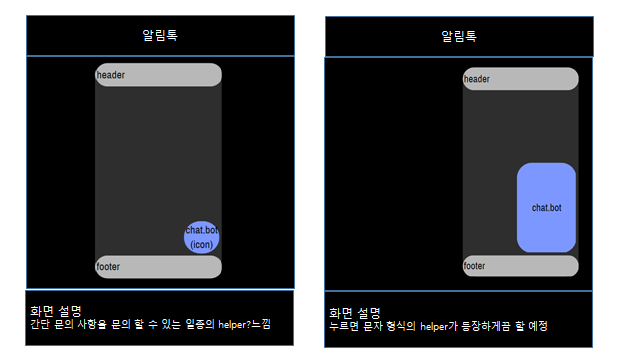 알림톡
header
chat.bot
(icon)
footer
화면 설명
간단 문의 사항을 문의 할 수 있는 일종의 helper?느낌
알림톡
header
chat.bot
footer
화면 설명
누르면 문자 형식의 helper가 등장하게끔 할 예정